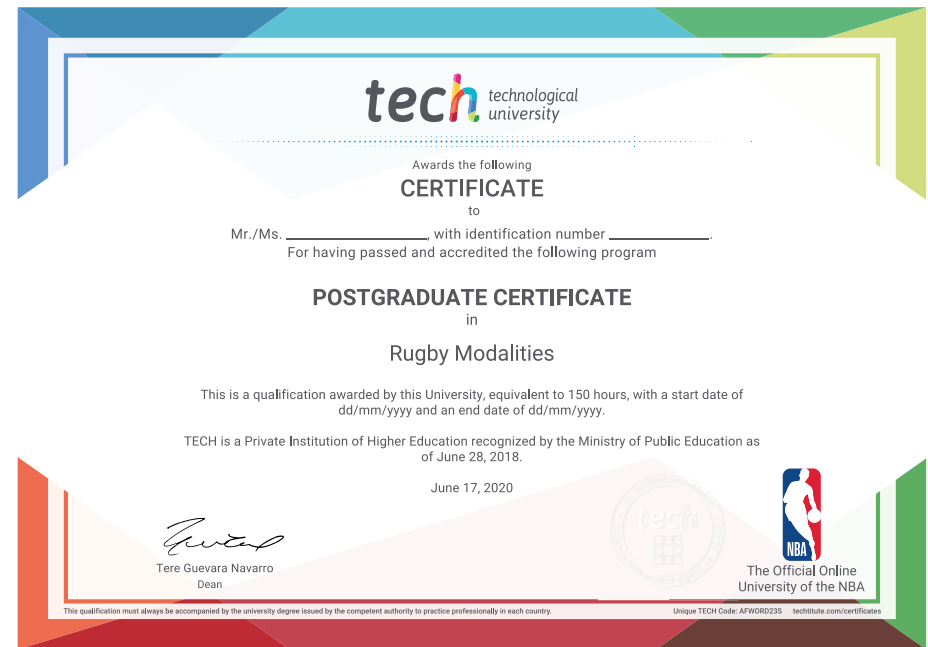 tech technological
university
Awards the following
CERTIFICATE
to
Mr./Ms. ____________________, with identification number ______________.
For having passed and accredited the following program
POSTGRADUATE CERTIFICATE
in
Rugby Modalities
This is a qualification awarded by this University, equivalent to 150 hours, with a start date of
dd/mm/yyyy and an end date of dd/mm/yyyy.
TECH is a Private Institution of Higher Education recognized by the Ministry of Public Education as
of June 28, 2018.
June 17, 2020
tech
Tere Guevara Navarro
Dean
NBA
The Official Online
University of the NBA
This qualification must always be accompanied by the university degree issued by the competent authority to practice professionally in each country.
Unique TECH Code: AFWORD23S techtitute.com/certificates